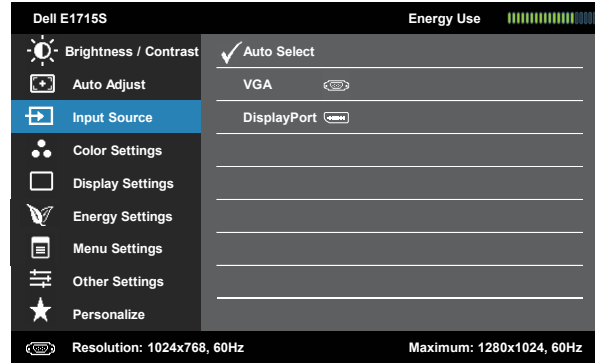 Dell E1715S Energy Use
Brightness / Contrast Auto Select
Auto Adjust VGA
Input Source DisplayPort
Color Settings
Display Settings
Energy Settings
Menu Settings
Other Settings
Personalize
Resolution: 1024x768, 60Hz Maximum: 1280x1024, 60Hz